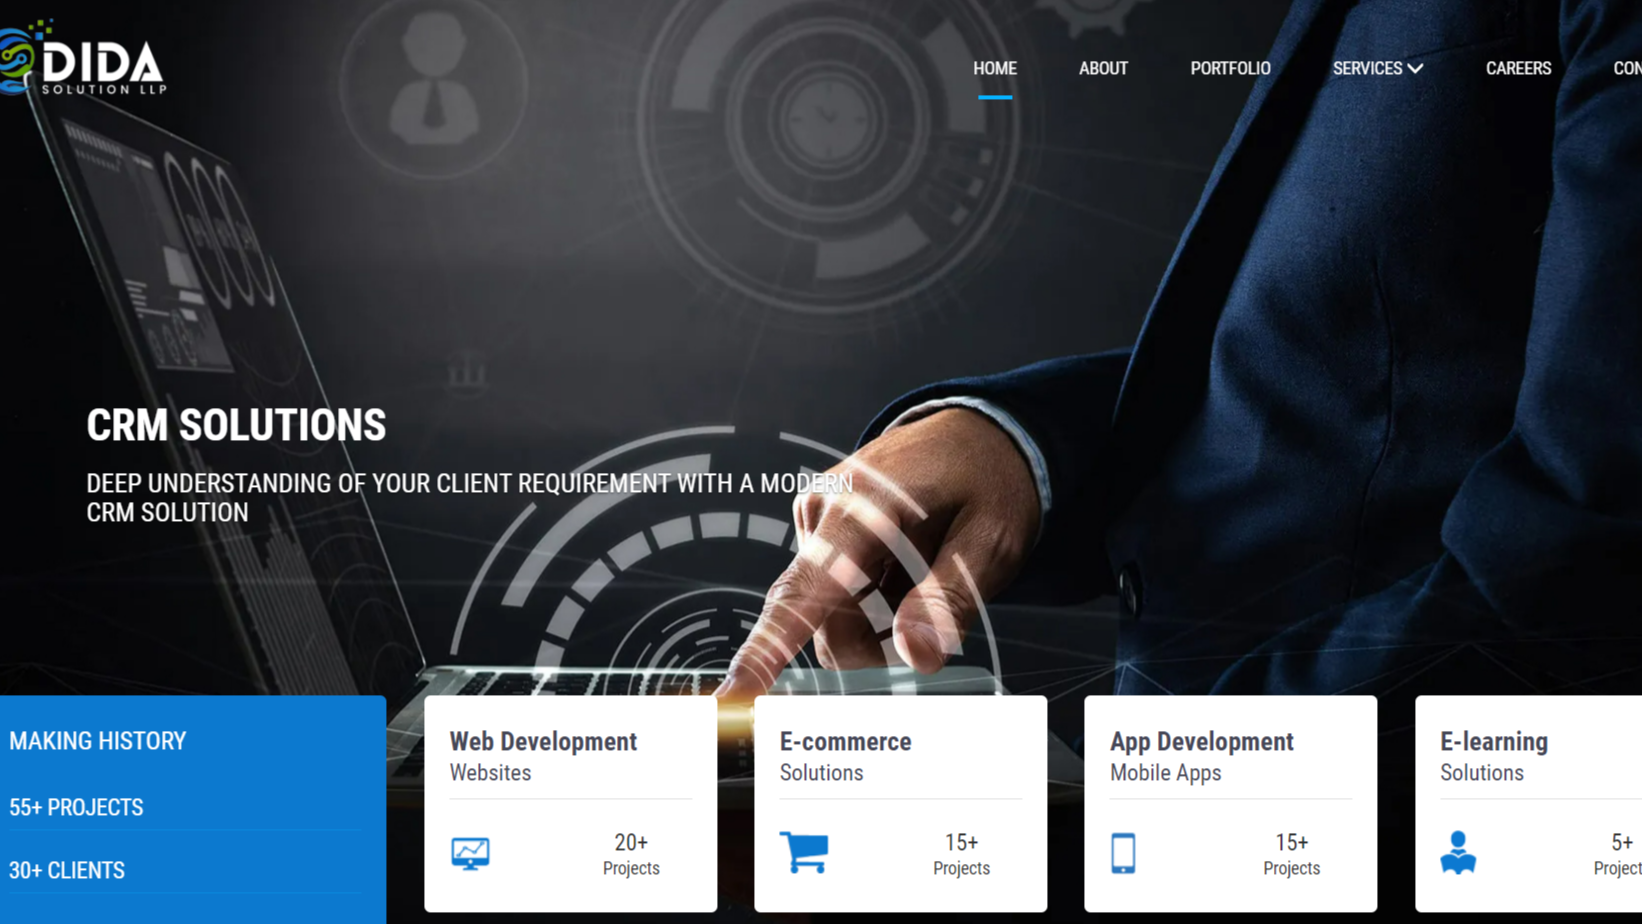 DIDA
SOLUTION LLP
HOME
ABOUT
PORTFOLIO
SERVICES
CAREERS
CON
CRM SOLUTIONS
DEEP UNDERSTANDING OF YOUR CLIENT REQUIREMENT WITH A MODERN
CRM SOLUTION
MAKING HISTORY
55+ PROJECTS
30+ CLIENTS
Web Development
Websites
20+
Projects
E-commerce
Solutions
15+
Projects
App Development
Mobile Apps
15+
Projects
E-learning
Solutions
5+
Project